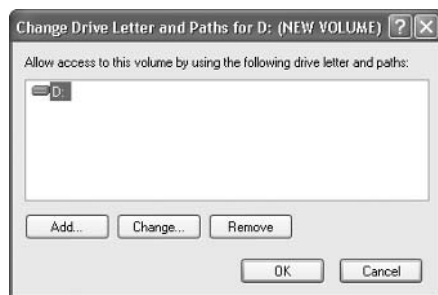 Change Drive Letter and Paths for D: (NEW VOLUME)
Allow access to this volume by using the following drive letter and paths:
D:
Add... Change... Remove
OK Cancel